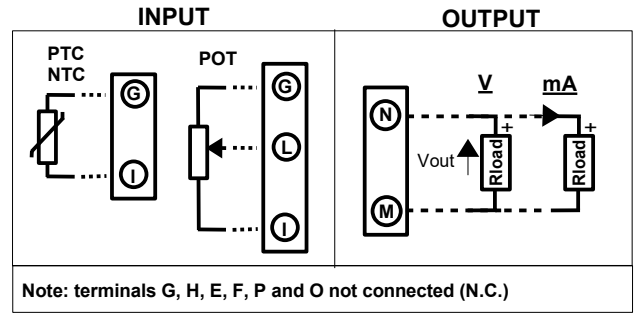 INPUT
OUTPUT
PTC
NTC
G
I
POT
G
L
I
N
M
V
mA
Vout
+
Rload
+
Rload
Note: terminals G, H, E, F, P and O not connected (N.C.)